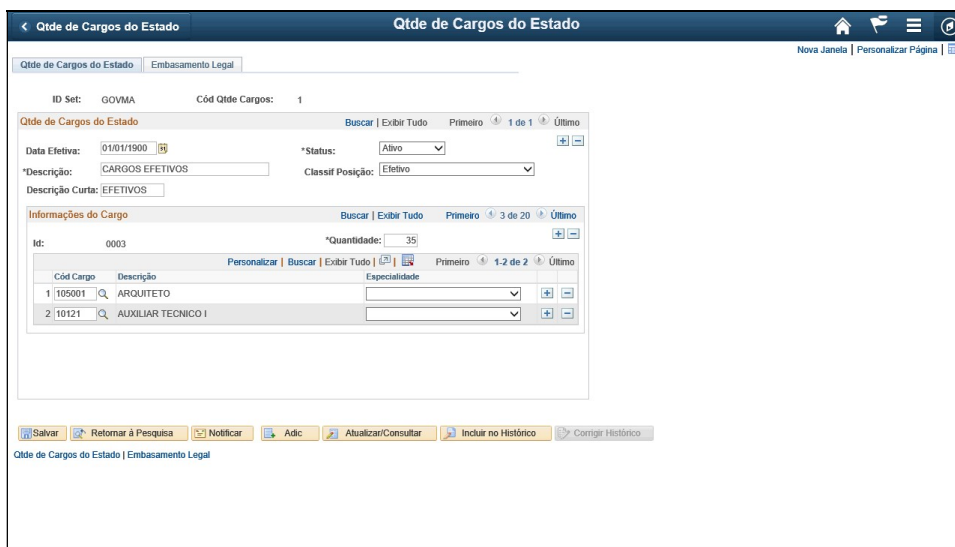 Qtde de Cargos do Estado
Qtde de Cargos do Estado
Nova Janela | Personalizar Página |
Qtde de Cargos do Estado Embasamento Legal
ID Set: GOVMA Cód Qtde Cargos: 1
Qtde de Cargos do Estado Buscar | Exibir Tudo Primeiro 1 de 1 Último
Data Efetiva: 01/01/1900 *Status: Ativo
*Descrição: CARGOS EFETIVOS Classif Posição: Efetivo
Descrição Curta: EFETIVOS
Informações do Cargo Buscar | Exibir Tudo Primeiro 3 de 20 Último
Id: 0003 *Quantidade: 35
Personalizar | Buscar | Exibir Tudo | | Primeiro 1-2 de 2 Último
Cód Cargo Descrição Especialidade
1 105001 ARQUITETO
2 10121 AUXILIAR TECNICO I
Salvar Retornar à Pesquisa Notificar Adic Atualizar/Consultar Incluir no Histórico Corrigir Histórico
Qtde de Cargos do Estado | Embasamento Legal